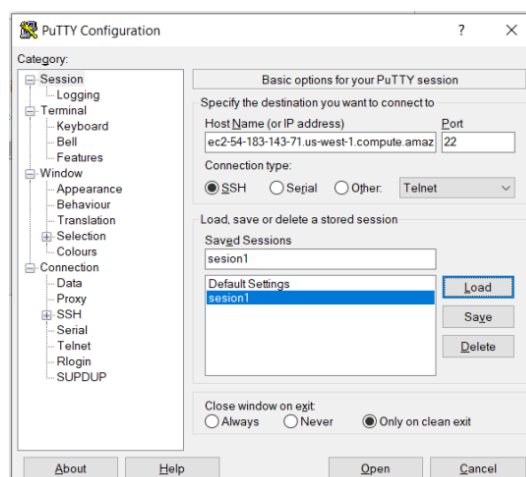 PuTTY Configuration
? X
Category:
Session
Logging
Terminal
Keyboard
Bell
Features
Window
Appearance
Behaviour
Translation
Selection
Colours
Connection
Data
Proxy
SSH
Serial
Telnet
Rlogin
SUPDUP
Basic options for your PuTTY session
Specify the destination you want to connect to
Host Name (or IP address) Port
ec2-54-183-143-71.us-west-1.compute.amaz 22
Connection type:
SSH Serial Other: Telnet
Load, save or delete a stored session
Saved Sessions
sesion1
Default Settings
sesion1
Load
Save
Delete
Close window on exit:
Always Never Only on clean exit
About Help Open Cancel